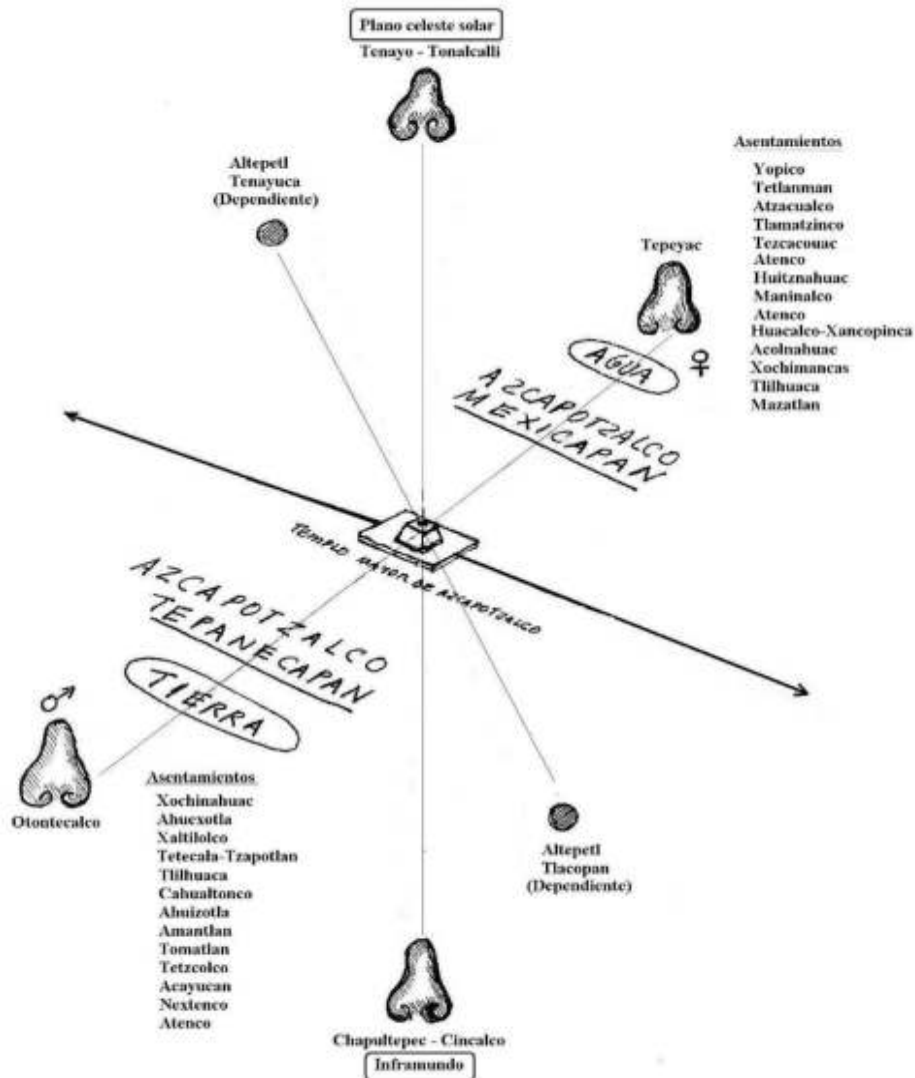 Plano celeste solar
Tenayo - Tonalcalli
Altepetl
Tenayuca
(Dependiente)
Asentamientos
Yopico
Tetlanman
Atzacualco
Tlamatzinco
Tezcacouac
Atenco
Huitznahuac
Maninalco
Atenco
Huacalco-Xancopinca
Acolnahuac
Xochimancas
Tlilhuaca
Mazatlan
Tepeyac
AGUA
♀
AZCAPOTZALCO
MEXICAPAN
TEMPLO MAYOR DE AZCAPOTZALCO
AZCAPOTZALCO
TEPANECAPAN
TIERRA
♂
Otontecalco
Asentamientos
Xochinahuac
Ahuexotla
Xaltilolco
Tetecala-Tzapotlan
Tlilhuaca
Cahualtonco
Ahuizotla
Amantlan
Tomatlan
Tetzcolco
Acayucan
Nextenco
Atenco
Altepetl
Tlacopan
(Dependiente)
Chapultepec - Cincalco
Inframundo